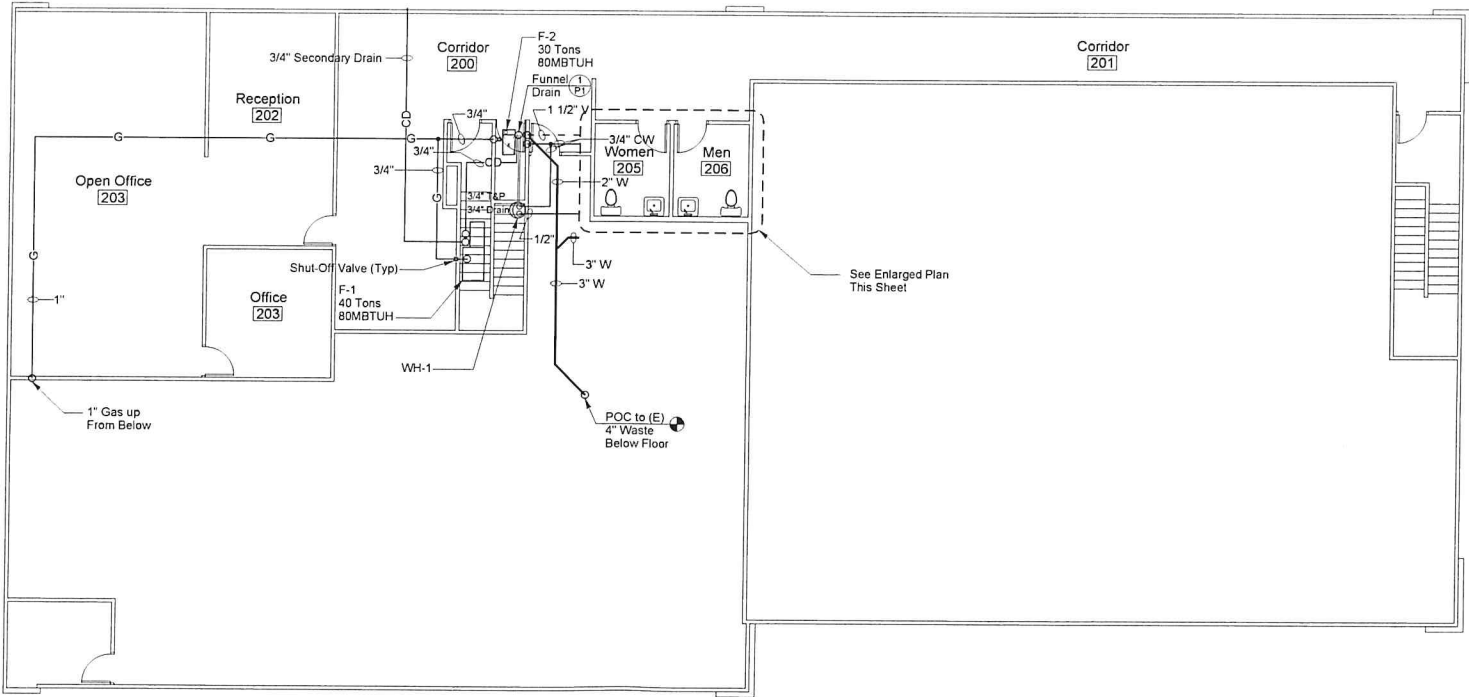 F-2
30 Tons
80MBTUH
Corridor
200
Corridor
201
3/4" Secondary Drain
Funnel
Drain
1
P1
Reception
202
CD
3/4"
1 1/2" V
G
G
G
3/4" CW
3/4"
Women
205
Men
206
3/4"
Open Office
203
2" W
G
3/4" T&P
3/4" Drain
1/2"
G
3" W
Shut-Off Valve (Typ)
See Enlarged Plan
This Sheet
3" W
1"
Office
203
F-1
40 Tons
80MBTUH
WH-1
1" Gas up
From Below
POC to (E)
4" Waste
Below Floor